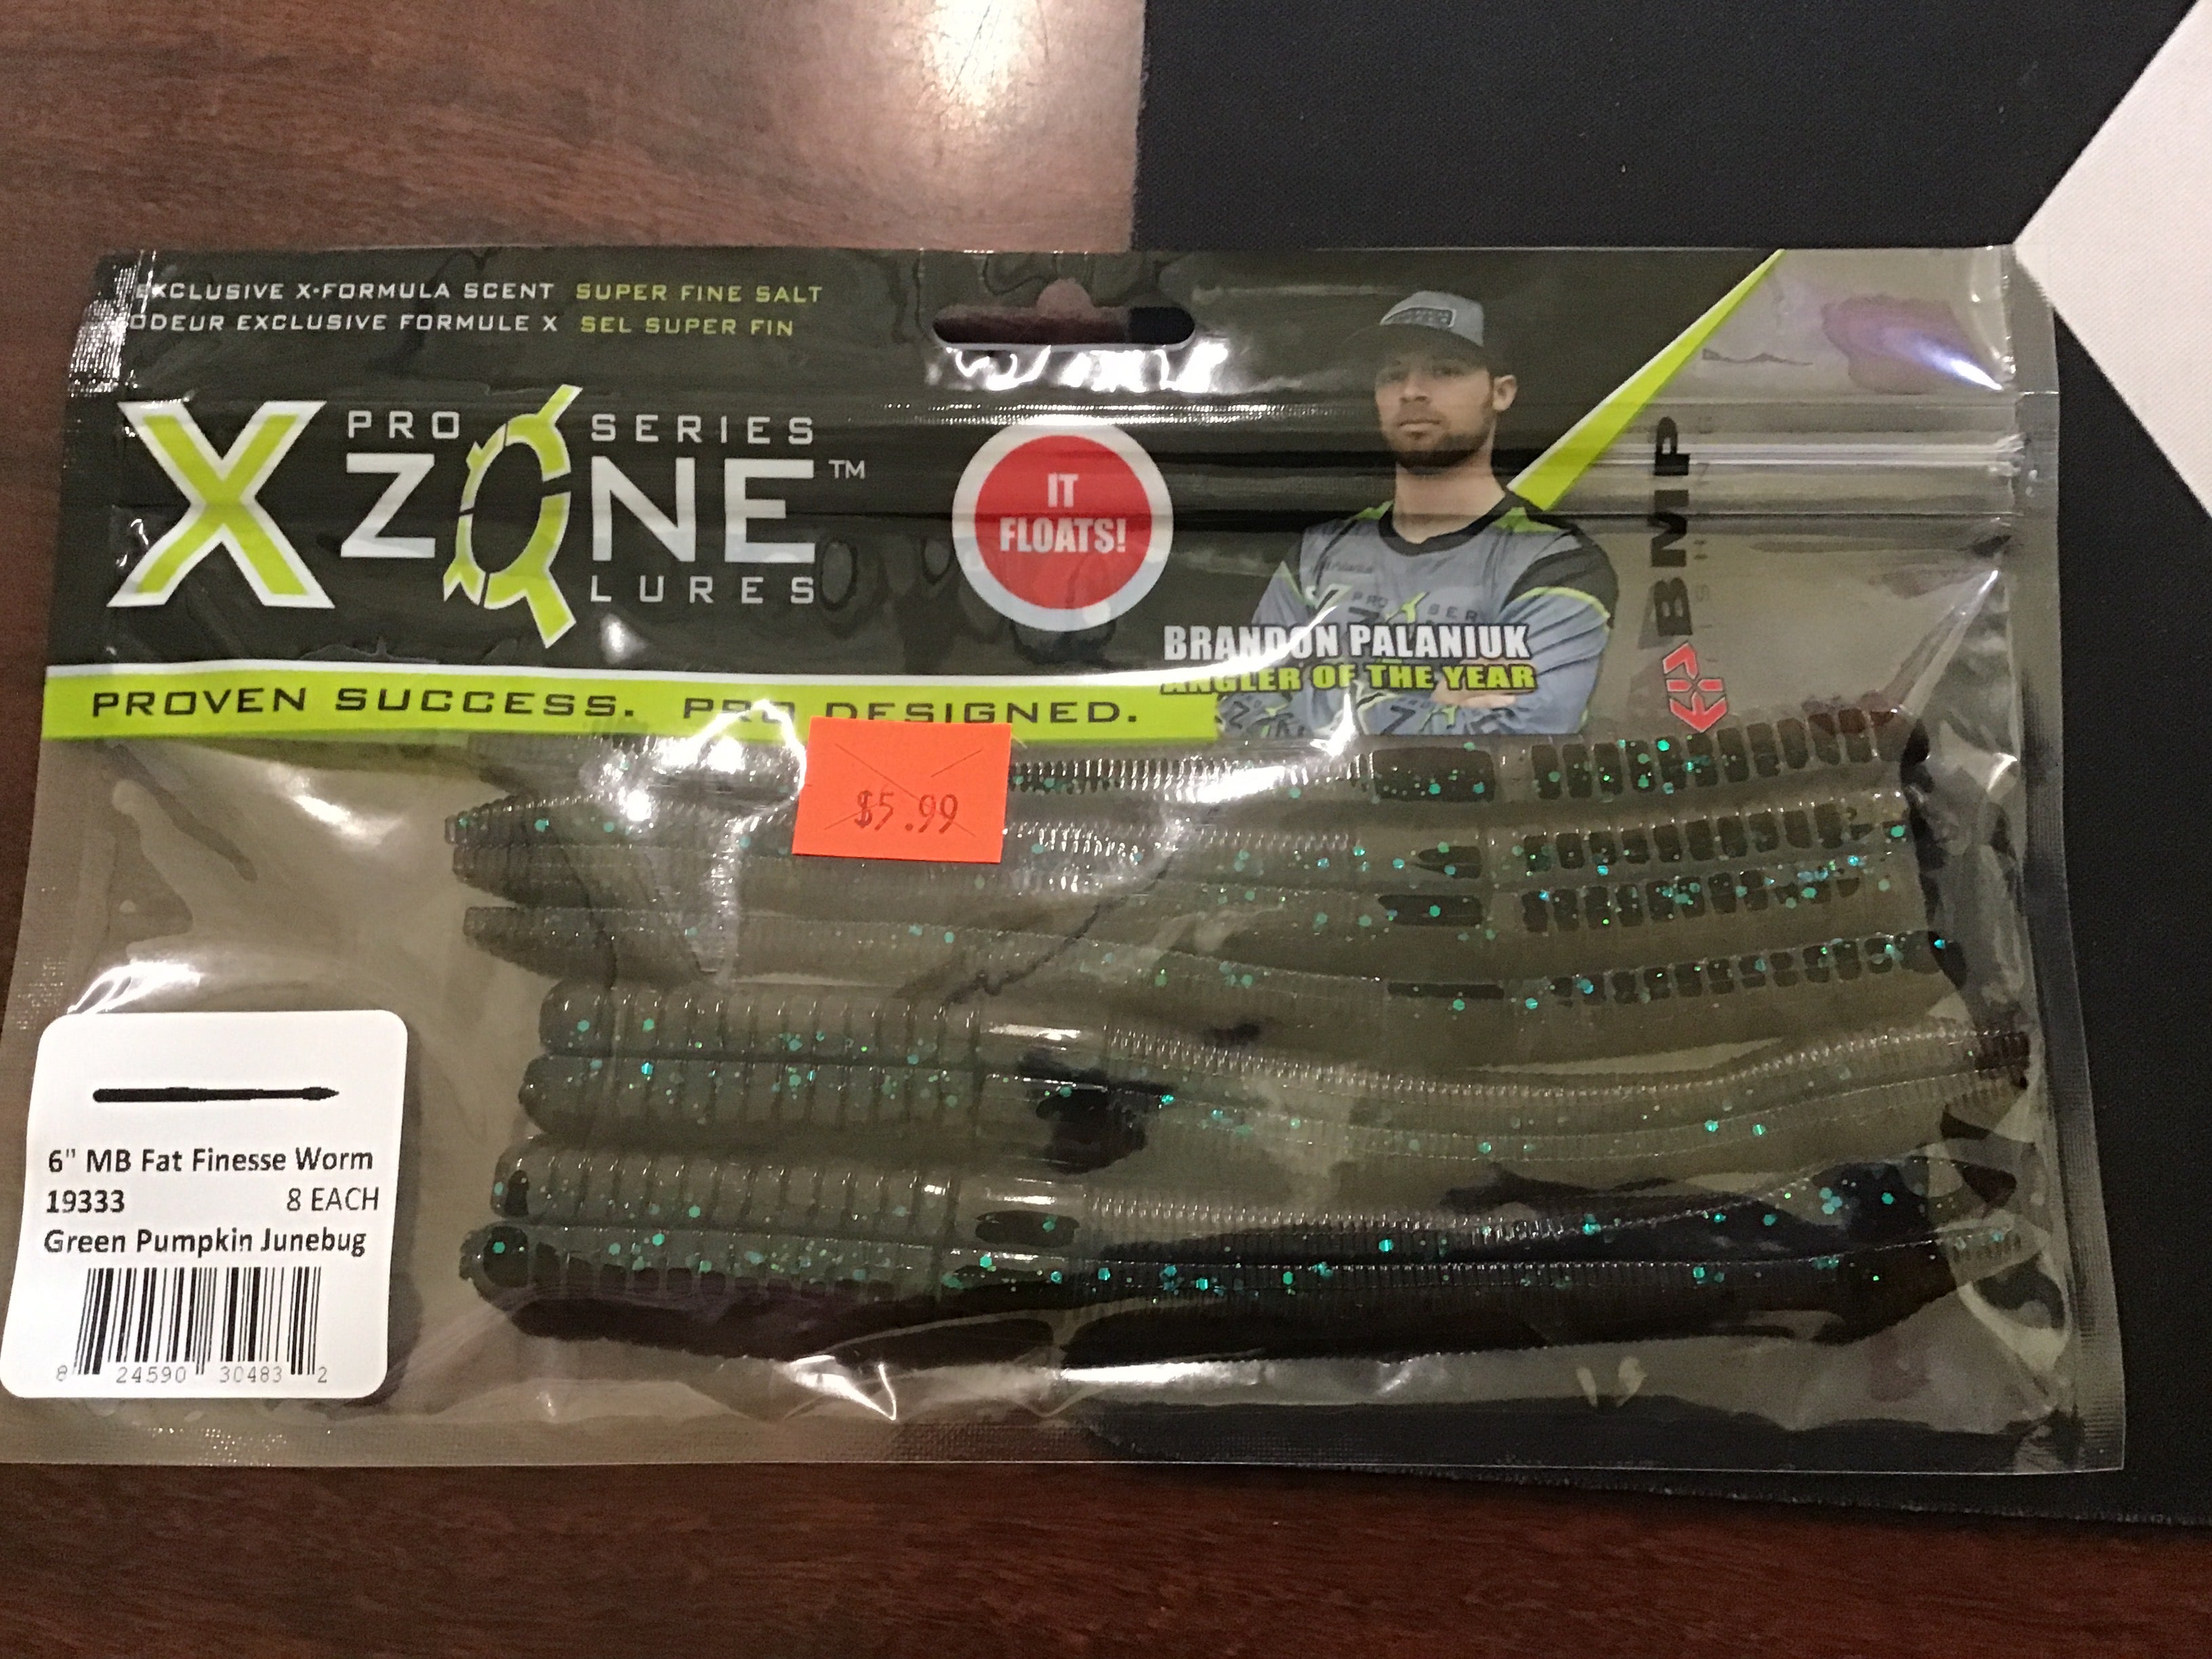 EXCLUSIVE X-FORMULA SCENT SUPER FINE SALT
ODEUR EXCLUSIVE FORMULE X SEL SUPER FIN
X PRO SERIES
ZONE™
LURES
IT
FLOATS!
BRANDON PALANIUK
ANGLER OF THE YEAR
BMP
PROVEN SUCCESS. PRO DESIGNED.
$5.99
6" MB Fat Finesse Worm
19333 8 EACH
Green Pumpkin Junebug
8 24590 30483 2